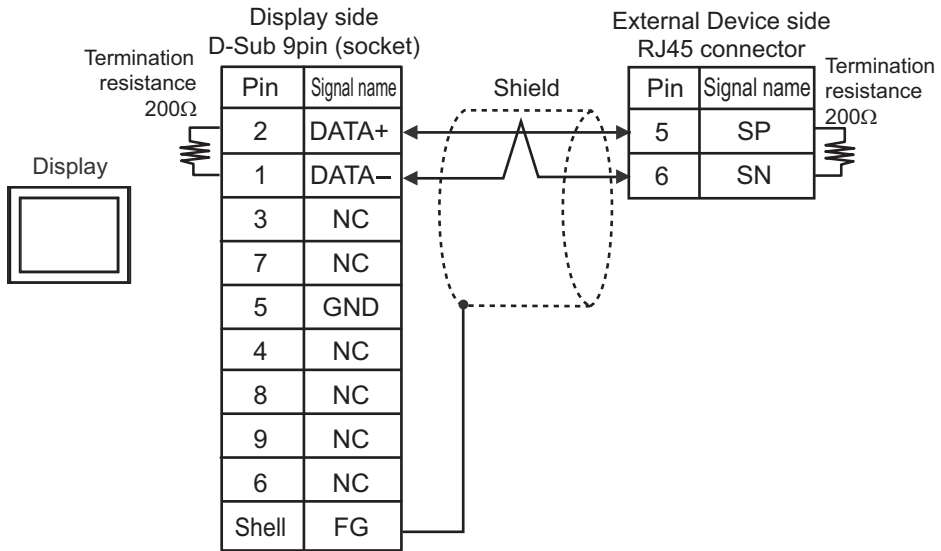 Display side
D-Sub 9pin (socket)
External Device side
RJ45 connector
Termination
resistance
200Ω
Pin Signal name
2 DATA+
1 DATA−
3 NC
7 NC
5 GND
4 NC
8 NC
9 NC
6 NC
Shell FG
Display
Shield
Pin Signal name
5 SP
6 SN
Termination
resistance
200Ω